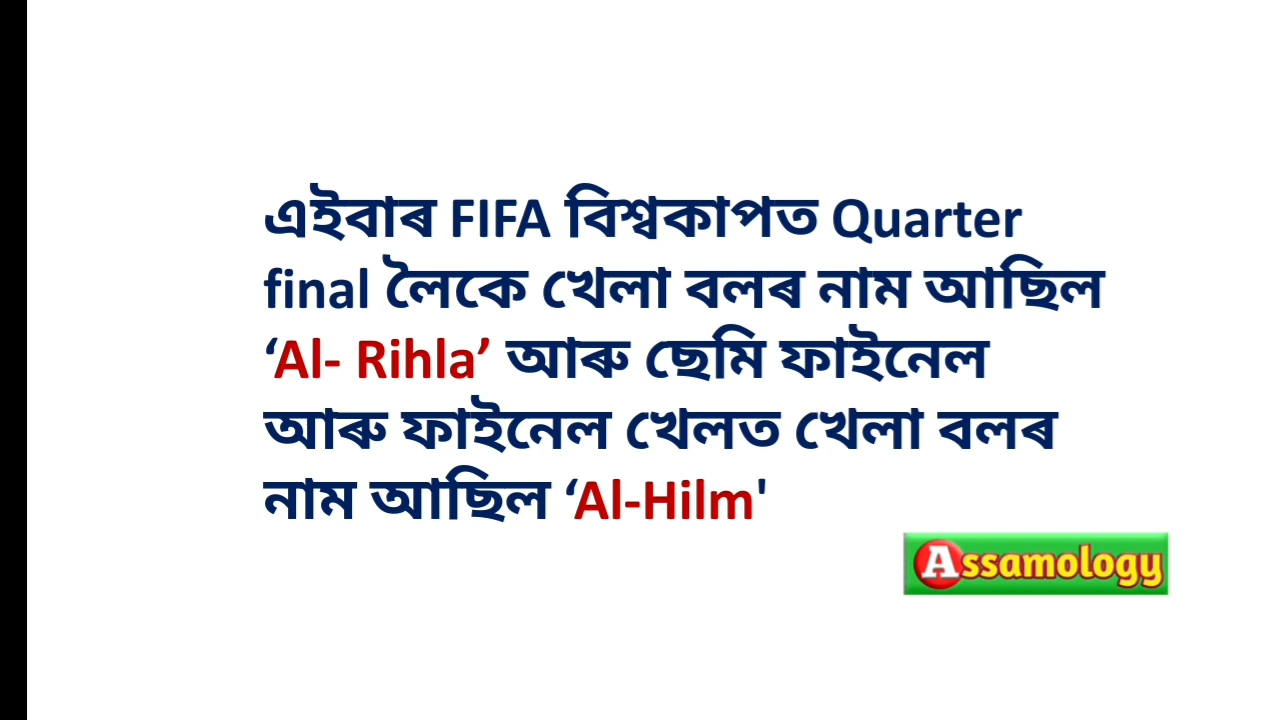 এইবাৰ FIFA বিশ্বকাপত Quarter
final লৈকে খেলা বলৰ নাম আছিল
‘Al- Rihla’ আৰু ছেমি ফাইনেল
আৰু ফাইনেল খেলত খেলা বলৰ
নাম আছিল ‘Al-Hilm'
Assamology